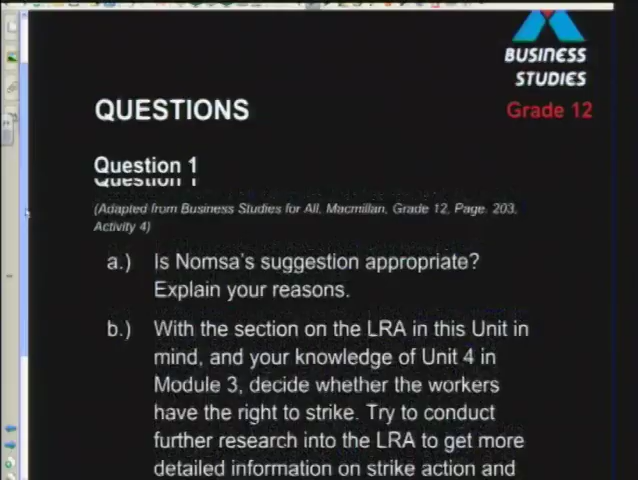 BUSINESS
STUDIES
Grade 12
QUESTIONS
Question 1
Question 1
(Adapted from Business Studies for All, Macmillan, Grade 12, Page. 203,
Activity 4)
a.) Is Nomsa's suggestion appropriate?
Explain your reasons.
b.) With the section on the LRA in this Unit in
mind, and your knowledge of Unit 4 in
Module 3, decide whether the workers
have the right to strike. Try to conduct
further research into the LRA to get more
detailed information on strike action and